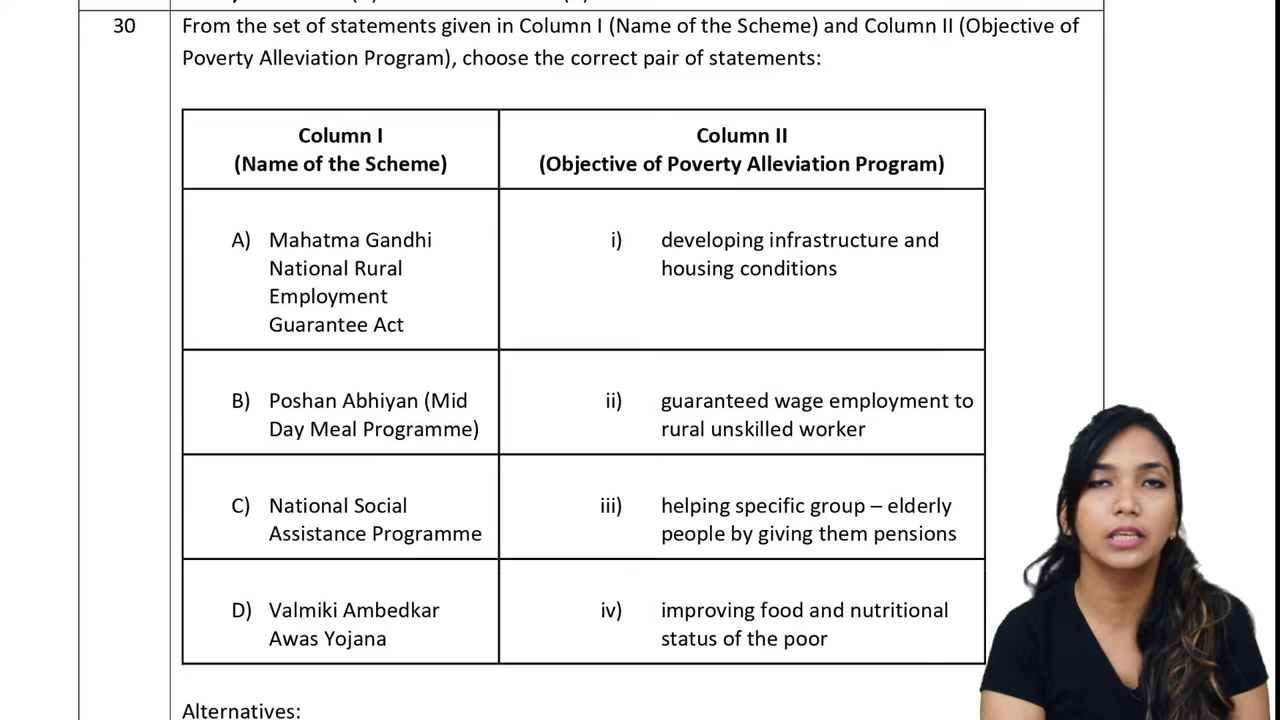 30
From the set of statements given in Column I (Name of the Scheme) and Column II (Objective of
Poverty Alleviation Program), choose the correct pair of statements:
Column I
(Name of the Scheme)
Column II
(Objective of Poverty Alleviation Program)
A) Mahatma Gandhi
National Rural
Employment
Guarantee Act
i) developing infrastructure and
housing conditions
B) Poshan Abhiyan (Mid
Day Meal Programme)
ii) guaranteed wage employment to
rural unskilled worker
C) National Social
Assistance Programme
iii) helping specific group – elderly
people by giving them pensions
D) Valmiki Ambedkar
Awas Yojana
iv) improving food and nutritional
status of the poor
Alternatives: